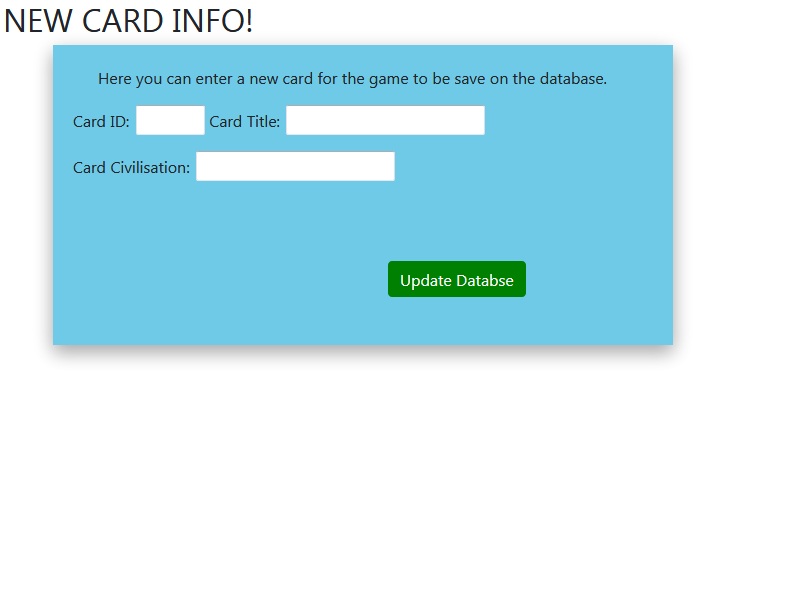 NEW CARD INFO!
Here you can enter a new card for the game to be save on the database.
Card ID: Card Title:
Card Civilisation:
Update Databse